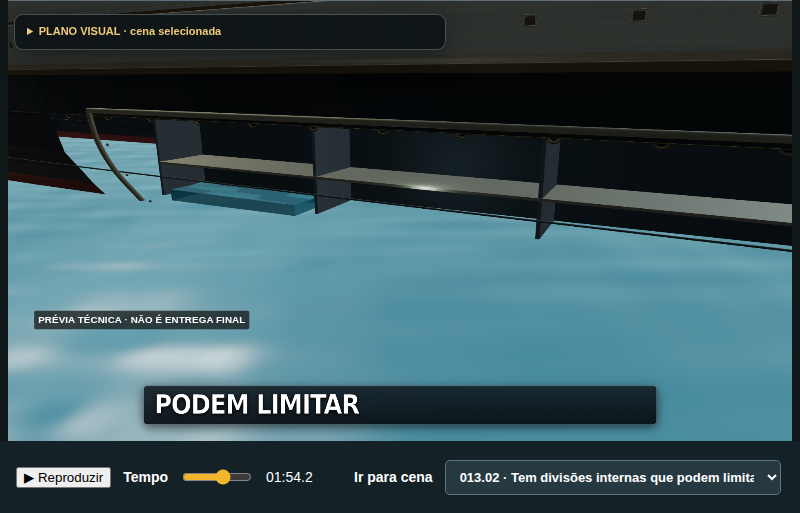 ▶ PLANO VISUAL · cena selecionada
PRÉVIA TÉCNICA · NÃO É ENTREGA FINAL
PODEM LIMITAR
▶ Reproduzir Tempo 01:54.2 Ir para cena 013.02 · Tem divisões internas que podem limita